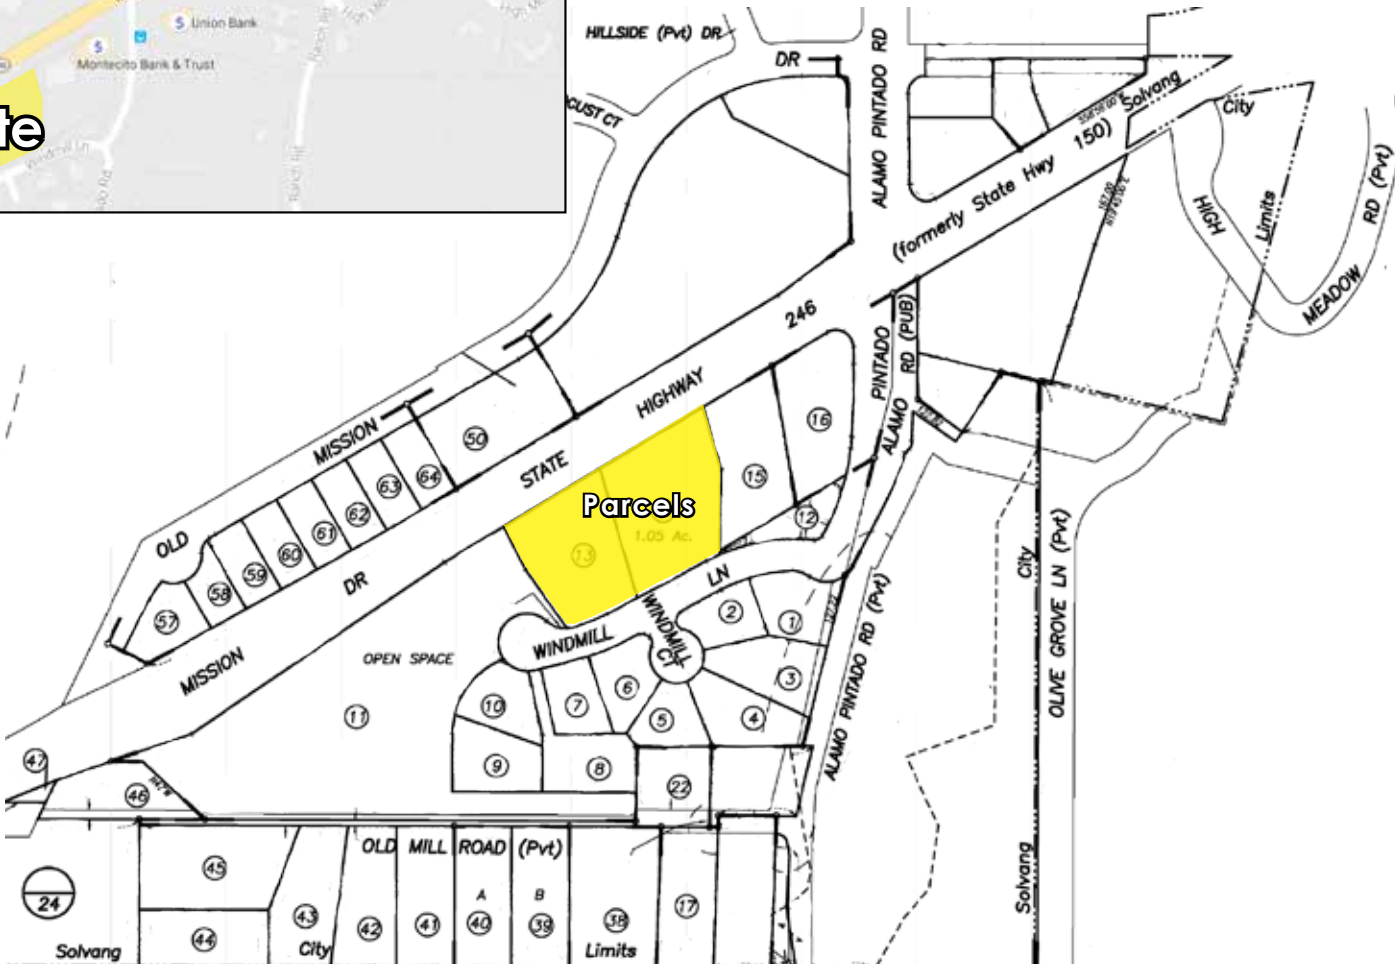 $ Union Bank
$ Montecito Bank & Trust
te
Windmill Ln
Ranch Rd
HILLSIDE (Pvt) DR
DR
ALAMO PINTADO RD
Solvang
City
Limits
(formerly State Hwy 150)
HIGH
MEADOW
RD (Pvt)
246
HIGHWAY
STATE
PINTADO
RD (PUB)
ALAMO
MISSION
OLD
50
64
63
62
61
60
59
58
57
16
15
12
Parcels
1.05 Ac.
13
LN
WINDMILL
WINDMILL
CT
DR
MISSION
OPEN SPACE
11
2
1
3
4
5
6
7
10
9
8
22
ALAMO PINTADO RD (Pvt)
City
OLIVE GROVE LN (Pvt)
Solvang
47
46
OLD MILL ROAD (Pvt)
A
B
45
44
43
42
41
40
39
38
17
24
Solvang
City
Limits